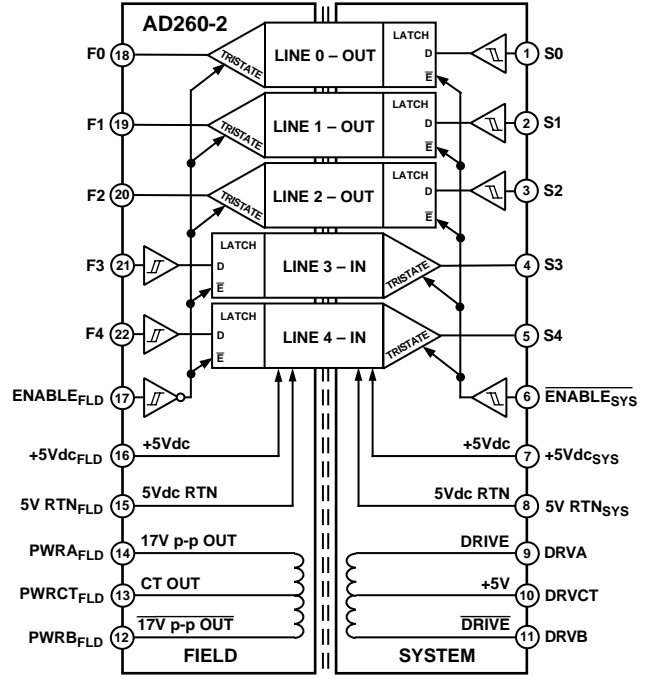 AD260-2
F0 18 TRISTATE LINE 0 – OUT LATCH D E 1 S0
F1 19 TRISTATE LINE 1 – OUT LATCH D E 2 S1
F2 20 TRISTATE LINE 2 – OUT LATCH D E 3 S2
F3 21 LATCH D E LINE 3 – IN TRISTATE 4 S3
F4 22 LATCH D E LINE 4 – IN TRISTATE 5 S4
ENABLEFLD 17 6 ENABLESYS
+5VdcFLD 16 +5Vdc +5Vdc 7 +5VdcSYS
5V RTNFLD 15 5Vdc RTN 5Vdc RTN 8 5V RTNSYS
PWRAFLD 14 17V p-p OUT DRIVE 9 DRVA
PWRCTFLD 13 CT OUT +5V 10 DRVCT
PWRBFLD 12 17V p-p OUT DRIVE 11 DRVB
FIELD SYSTEM